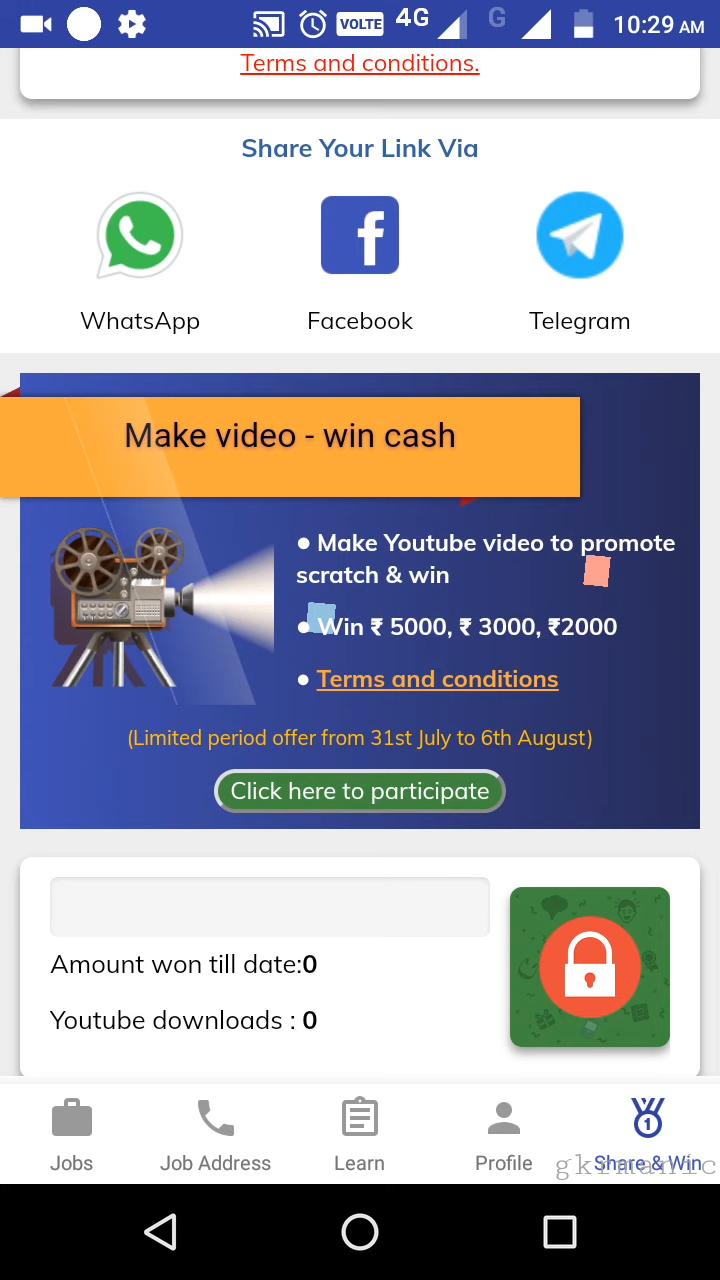 VOLTE 4G G 10:29 AM
Terms and conditions.
Share Your Link Via
WhatsApp Facebook Telegram
Make video - win cash
● Make Youtube video to promote
scratch & win
● Win ₹ 5000, ₹ 3000, ₹2000
● Terms and conditions
(Limited period offer from 31st July to 6th August)
Click here to participate
Amount won till date:0
Youtube downloads : 0
1
Jobs Job Address Learn Profile Share & Win
gkrmanic